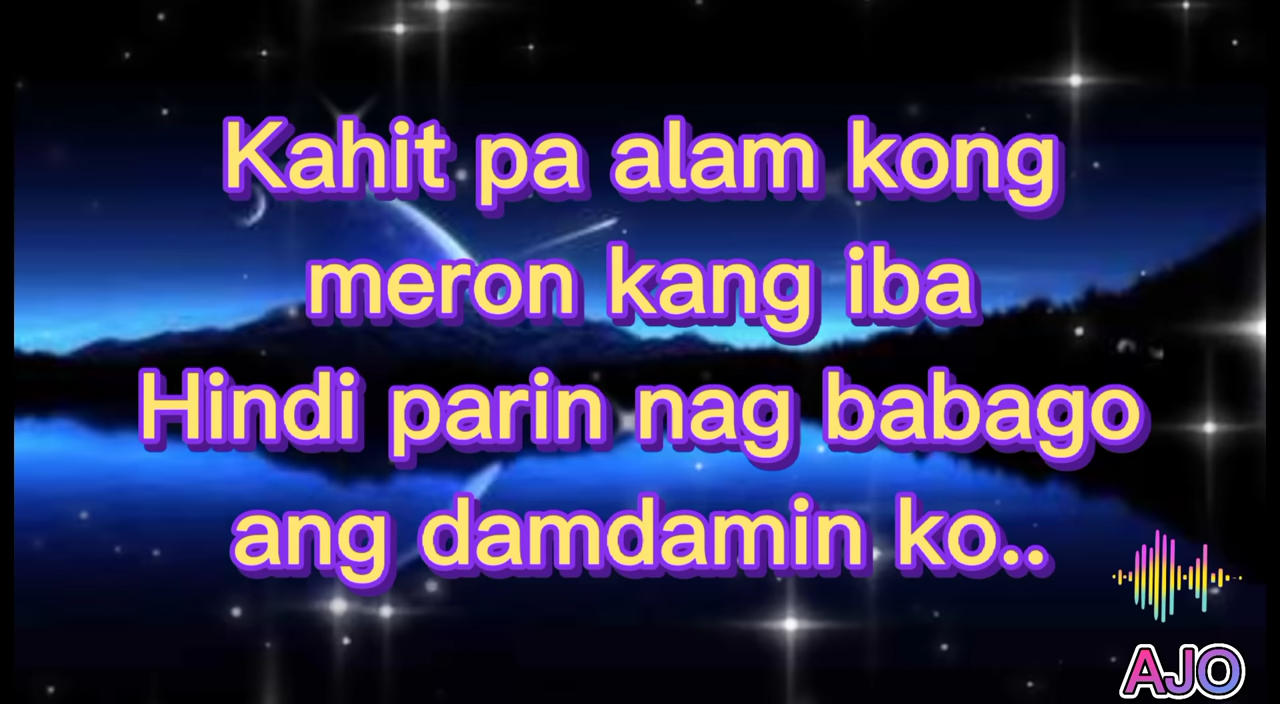 Kahit pa alam kong
meron kang iba
Hindi parin nag babago
ang damdamin ko..
AJO